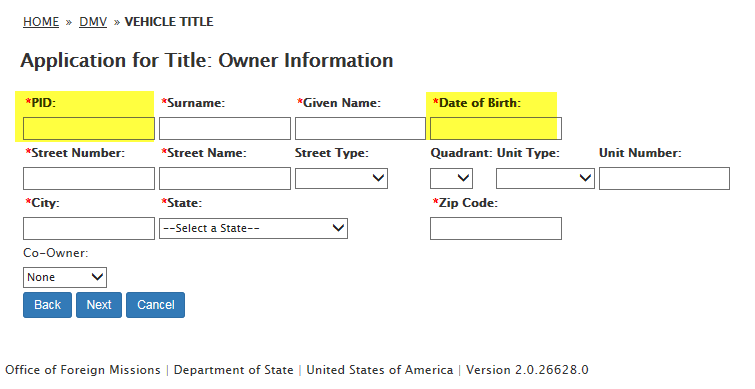 HOME » DMV » VEHICLE TITLE
Application for Title: Owner Information
*PID: *Surname: *Given Name: *Date of Birth:
*Street Number: *Street Name: Street Type: Quadrant: Unit Type: Unit Number:
*City: *State: *Zip Code:
--Select a State--
Co-Owner:
None
Back Next Cancel
Office of Foreign Missions | Department of State | United States of America | Version 2.0.26628.0